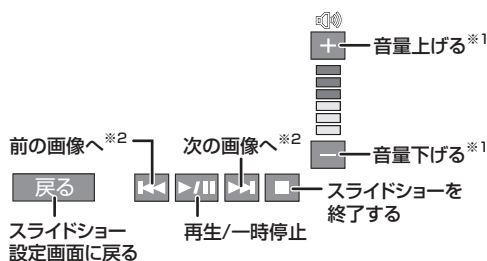 +
音量上げる※1
前の画像へ※2
次の画像へ※2
−
音量下げる※1
戻る
スライドショーを
終了する
スライドショー
設定画面に戻る
再生/一時停止